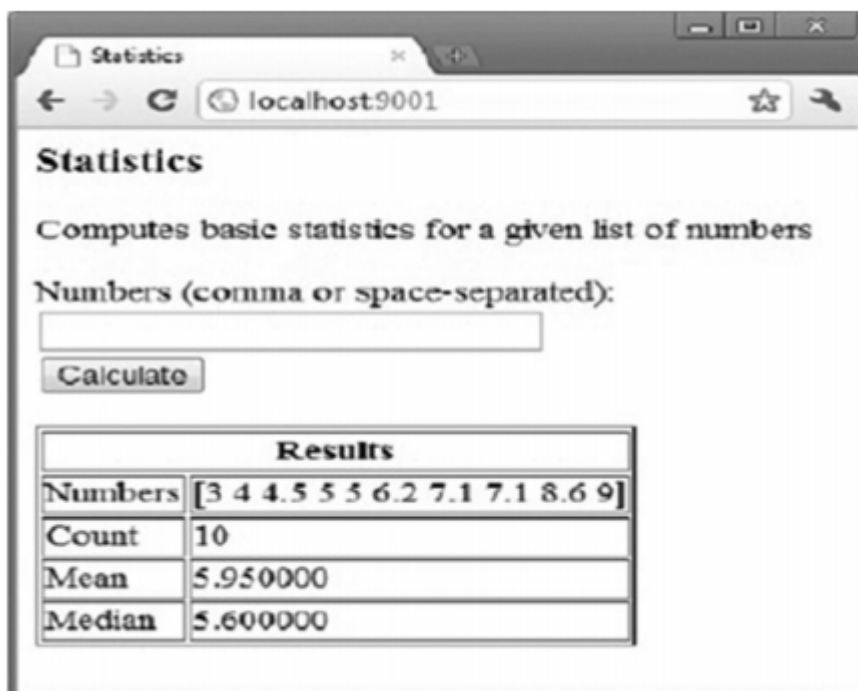 Statistics
localhost:9001
Statistics
Computes basic statistics for a given list of numbers
Numbers (comma or space-separated):
Calculate
Results
Numbers [3 4 4.5 5 5 6.2 7.1 7.1 8.6 9]
Count 10
Mean 5.950000
Median 5.600000